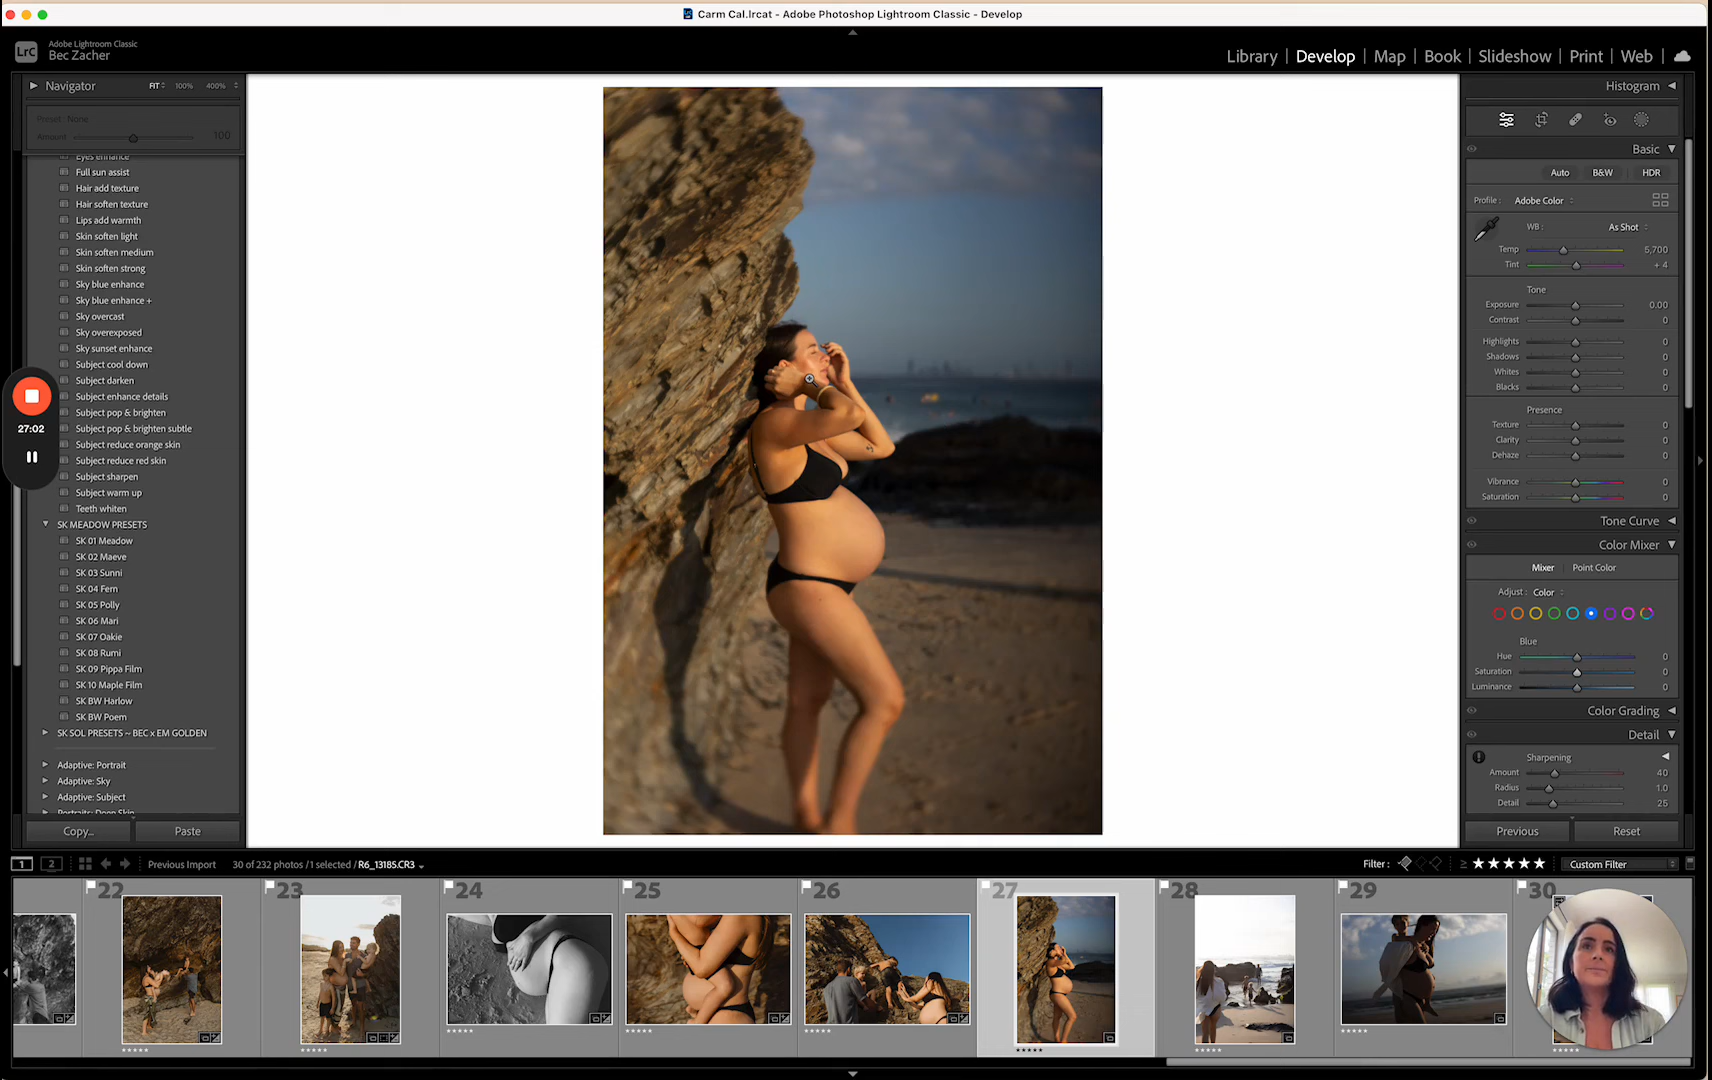 Carm Cal.lrcat - Adobe Photoshop Lightroom Classic - Develop
LrC
Adobe Lightroom Classic
Bec Zacher
Library | Develop | Map | Book | Slideshow | Print | Web
Navigator FIT 100% 400%
Preset: None
Amount 100
Eyes enhance
Full sun assist
Hair add texture
Hair soften texture
Lips add warmth
Skin soften light
Skin soften medium
Skin soften strong
Sky blue enhance
Sky blue enhance +
Sky overcast
Sky overexposed
Sky sunset enhance
Subject cool down
Subject darken
Subject enhance details
Subject pop & brighten
Subject pop & brighten subtle
Subject reduce orange skin
Subject reduce red skin
Subject sharpen
Subject warm up
Teeth whiten
SK MEADOW PRESETS
SK 01 Meadow
SK 02 Maeve
SK 03 Sunni
SK 04 Fern
SK 05 Polly
SK 06 Mari
SK 07 Oakie
SK 08 Rumi
SK 09 Pippa Film
SK 10 Maple Film
SK BW Harlow
SK BW Poem
SK SOL PRESETS ~ BEC x EM GOLDEN
Adaptive: Portrait
Adaptive: Sky
Adaptive: Subject
Portraits: Deep Skin
Copy... Paste
27:02
Histogram
Basic
Auto B&W HDR
Profile: Adobe Color
WB: As Shot
Temp 5,700
Tint + 4
Tone
Exposure 0.00
Contrast 0
Highlights 0
Shadows 0
Whites 0
Blacks 0
Presence
Texture 0
Clarity 0
Dehaze 0
Vibrance 0
Saturation 0
Tone Curve
Color Mixer
Mixer | Point Color
Adjust: Color
Blue
Hue 0
Saturation 0
Luminance 0
Color Grading
Detail
Sharpening
Amount 40
Radius 1.0
Detail 25
Previous Reset
1 2 Previous Import 30 of 232 photos / 1 selected / R6_13185.CR3
Filter: ≥ ★★★★★ Custom Filter
22 23 24 25 26 27 28 29 30